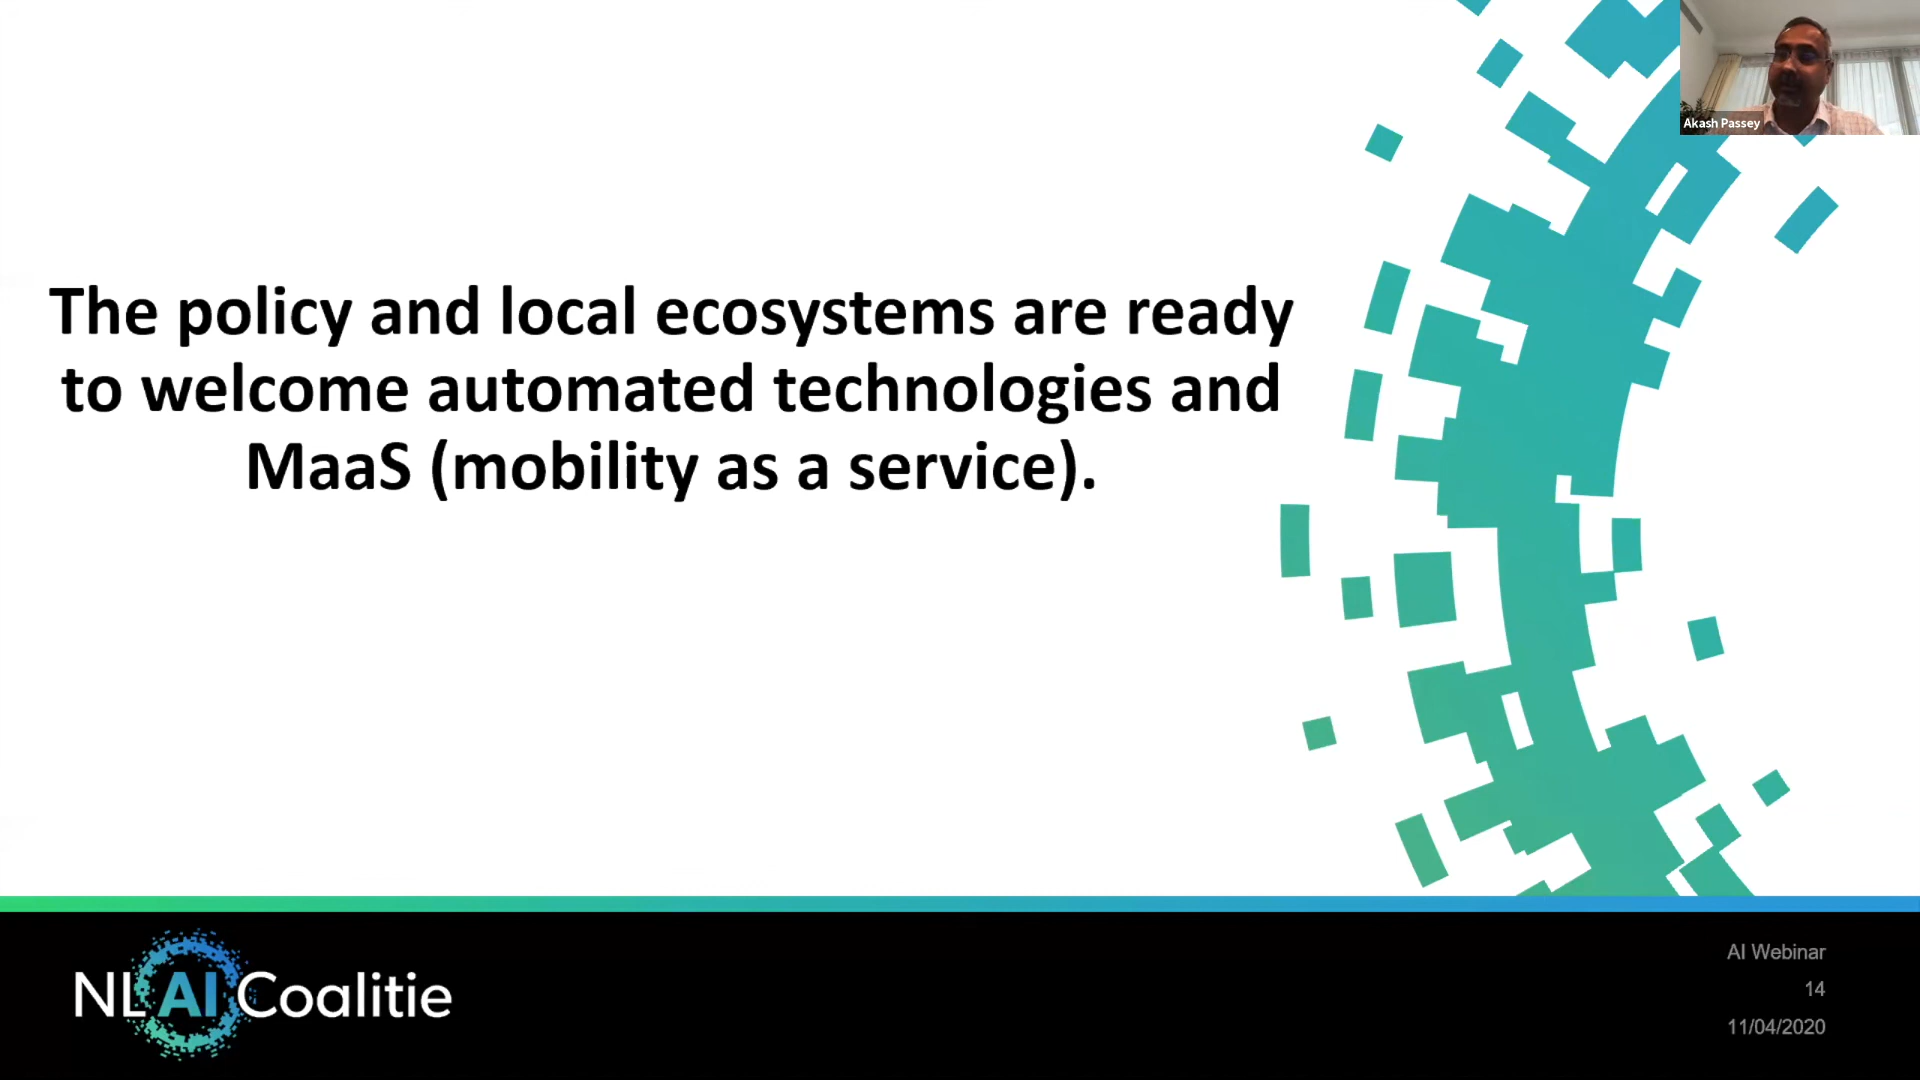 Akash Passey
The policy and local ecosystems are ready
to welcome automated technologies and
MaaS (mobility as a service).
NL AI Coalitie
AI Webinar
14
11/04/2020